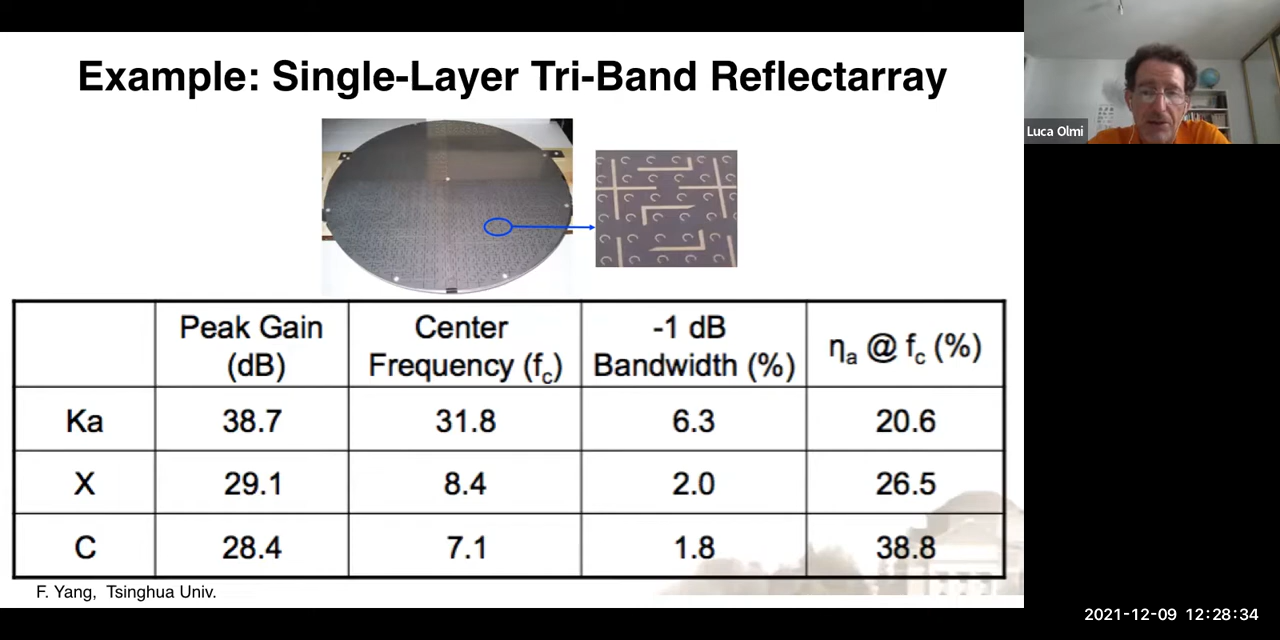 Example: Single-Layer Tri-Band Reflectarray
Luca Olmi
Peak Gain (dB)
Center Frequency (fc)
-1 dB Bandwidth (%)
ηa @ fc (%)
Ka 38.7 31.8 6.3 20.6
X 29.1 8.4 2.0 26.5
C 28.4 7.1 1.8 38.8
F. Yang, Tsinghua Univ.
2021-12-09 12:28:34